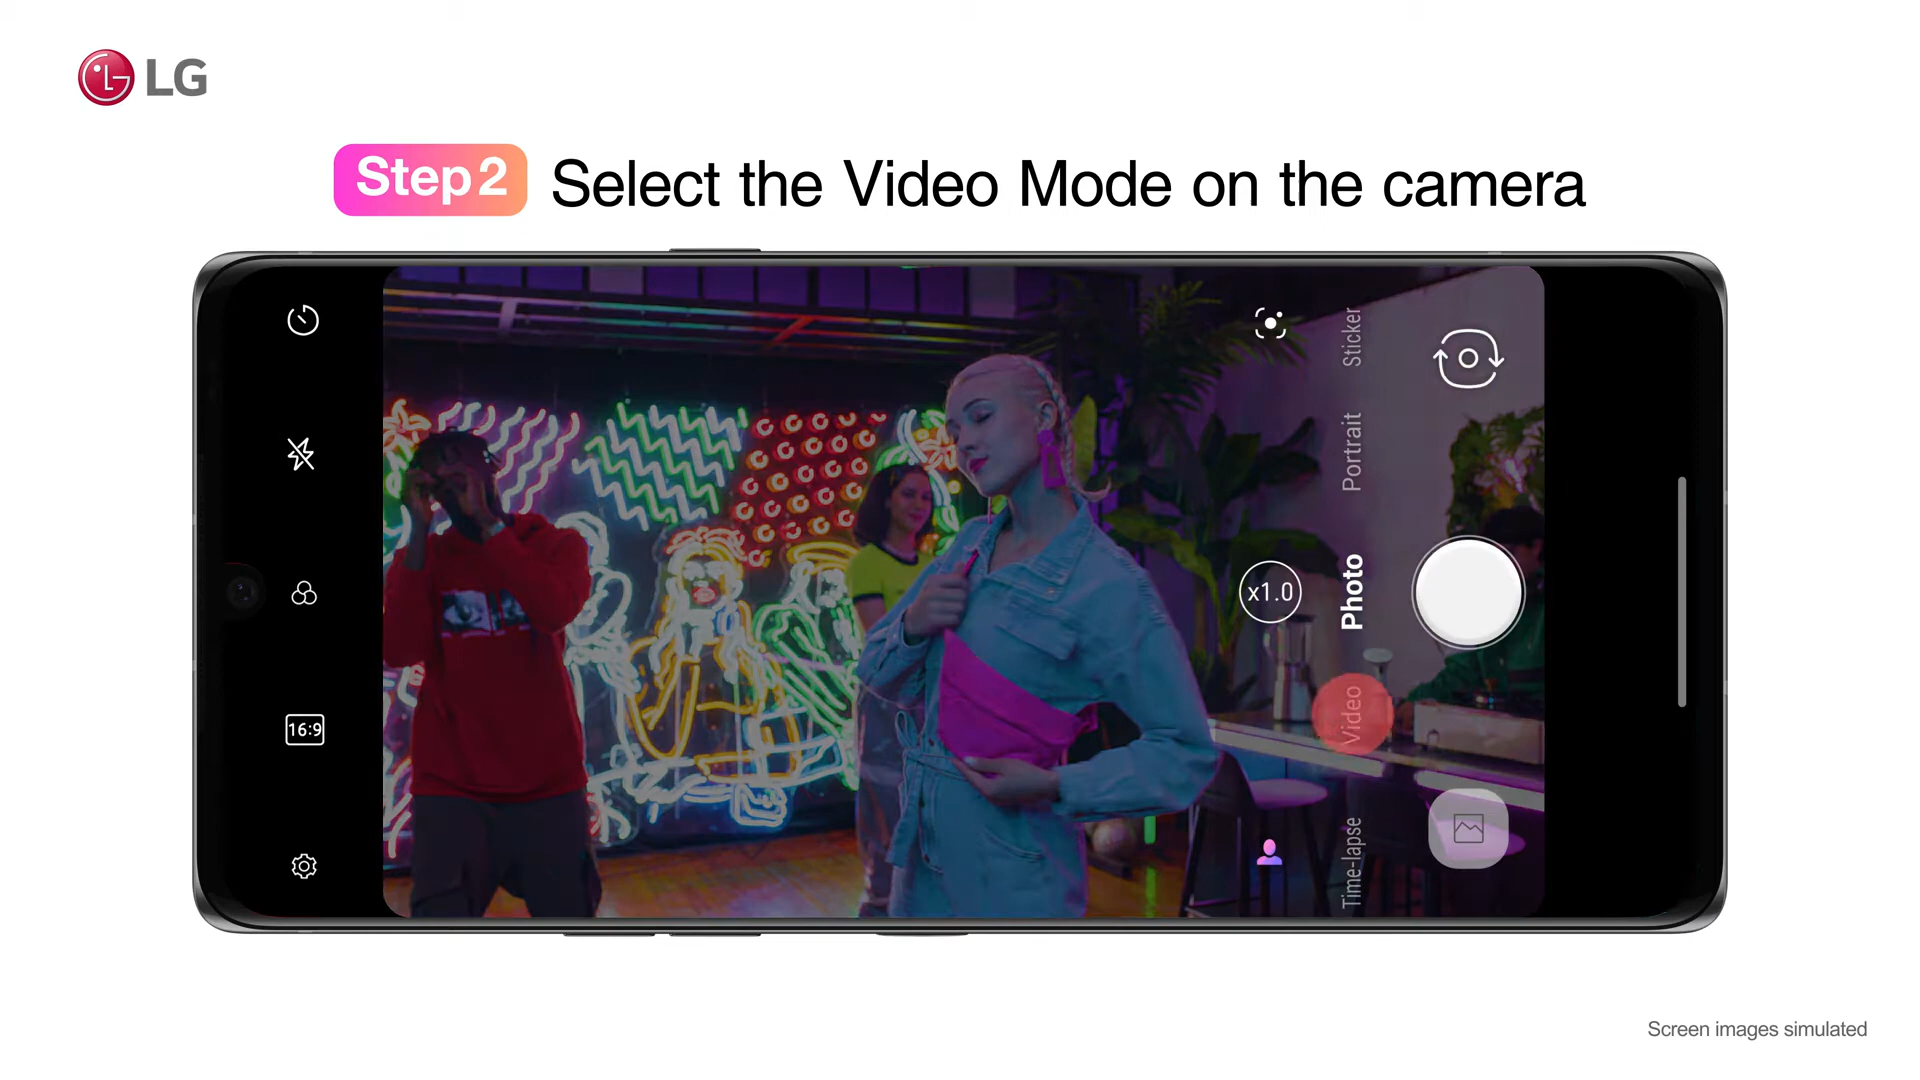 LG
Step 2 Select the Video Mode on the camera
Sticker
Portrait
x1.0
Photo
16:9
Video
Time-lapse
Screen images simulated